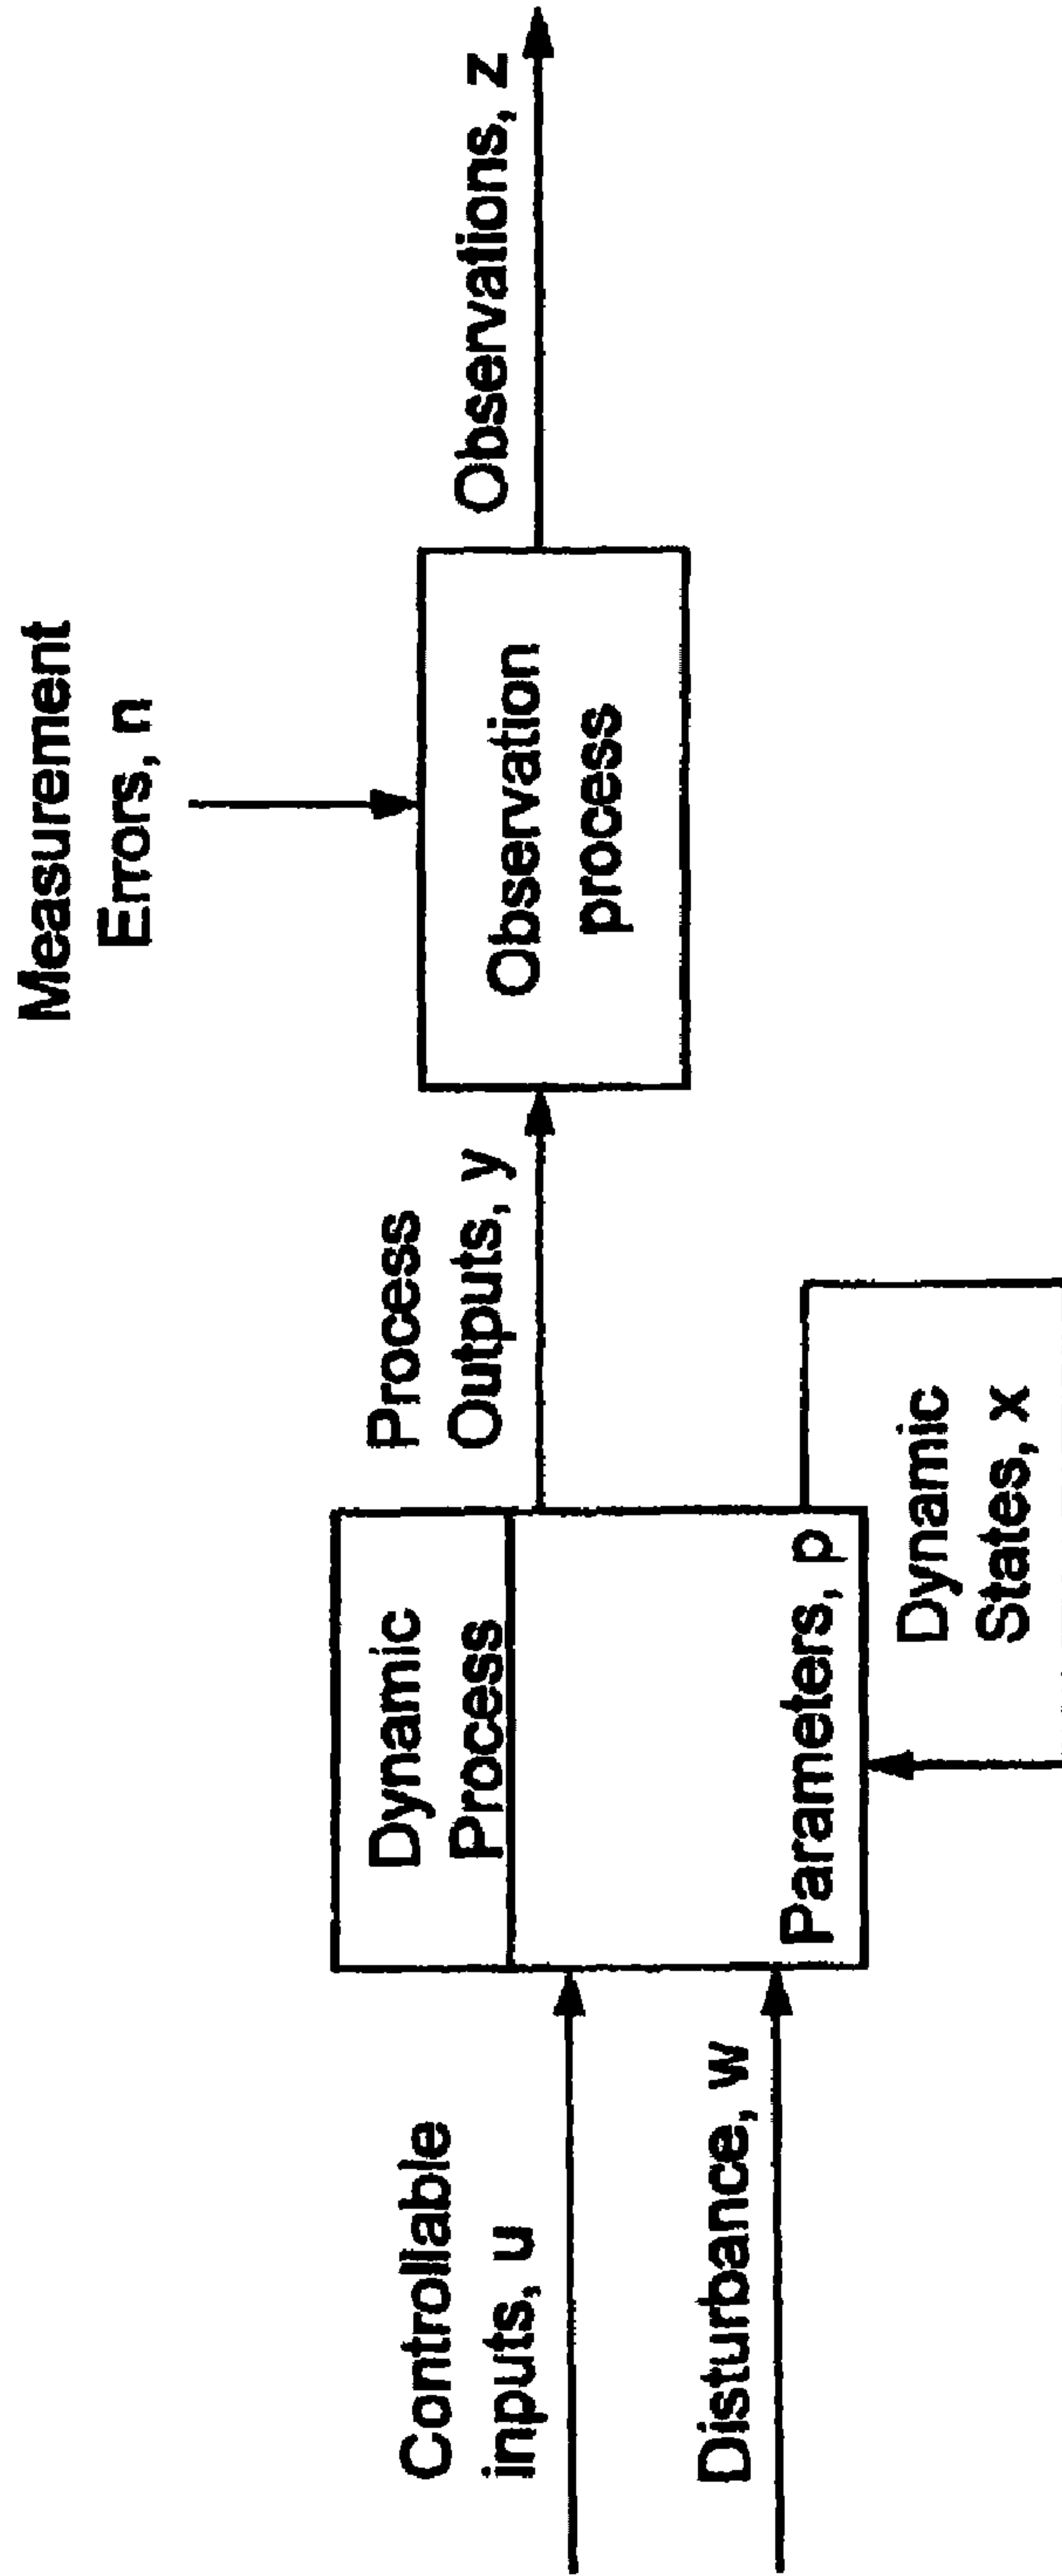 Measurement
Errors, n
Controllable
inputs, u
Disturbance, w
Dynamic
Process
Parameters, p
Process
Outputs, y
Dynamic
States, x
Observation
process
Observations, z